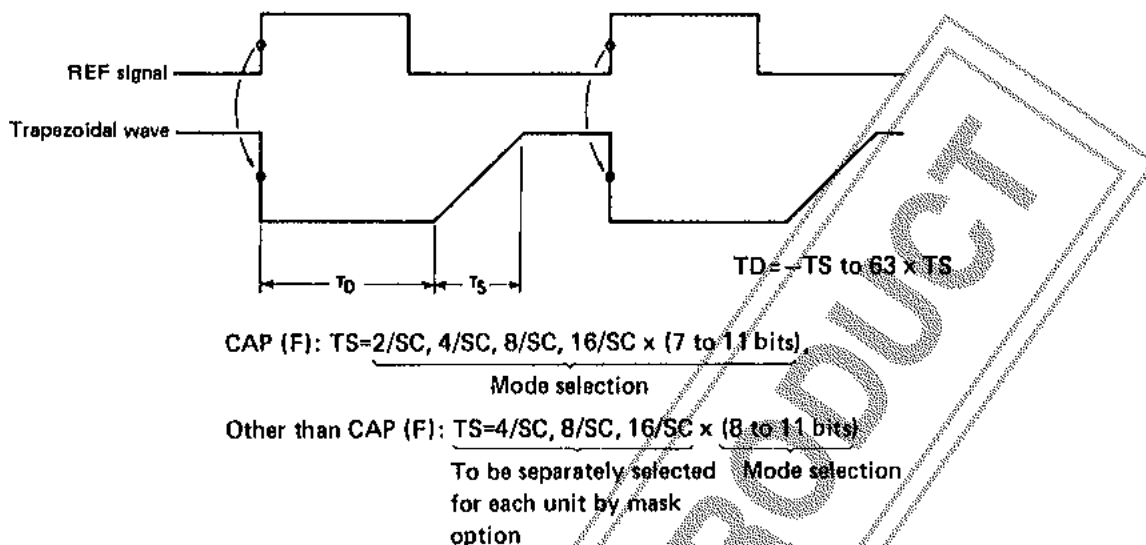 REF signal
Trapezoidal wave
TD
TS
TD=–TS to 63 x TS
CAP (F): TS=2/SC, 4/SC, 8/SC, 16/SC x (7 to 11 bits),
Mode selection
Other than CAP (F): TS=4/SC, 8/SC, 16/SC x (8 to 11 bits)
To be separately selected Mode selection
for each unit by mask
option
PRODUCT